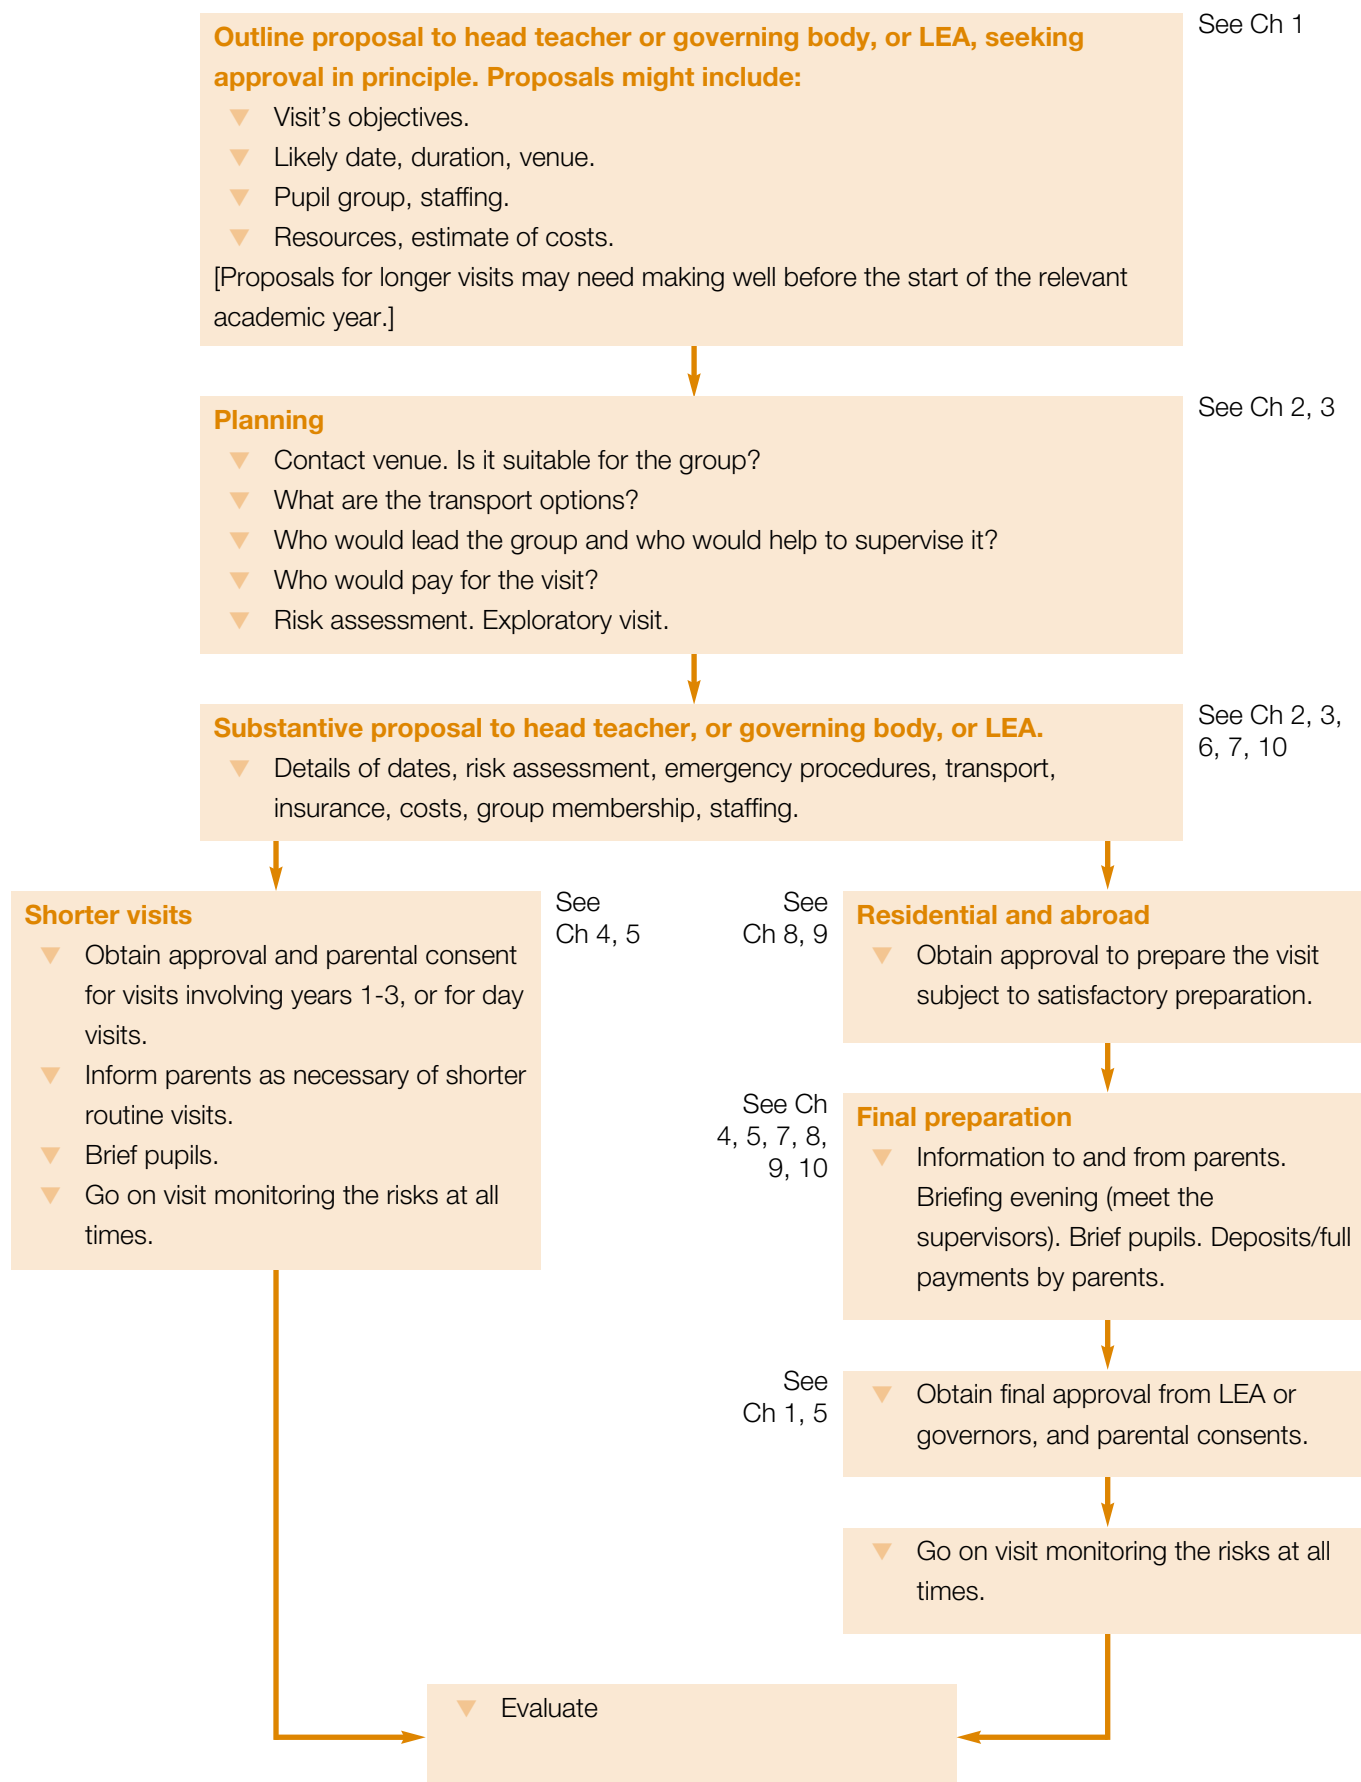 Outline proposal to head teacher or governing body, or LEA, seeking
approval in principle. Proposals might include:
See Ch 1
Visit's objectives.
Likely date, duration, venue.
Pupil group, staffing.
Resources, estimate of costs.
[Proposals for longer visits may need making well before the start of the relevant
academic year.]
Planning
See Ch 2, 3
Contact venue. Is it suitable for the group?
What are the transport options?
Who would lead the group and who would help to supervise it?
Who would pay for the visit?
Risk assessment. Exploratory visit.
Substantive proposal to head teacher, or governing body, or LEA.
See Ch 2, 3,
6, 7, 10
Details of dates, risk assessment, emergency procedures, transport,
insurance, costs, group membership, staffing.
Shorter visits
See
Ch 4, 5
Obtain approval and parental consent
for visits involving years 1-3, or for day
visits.
Inform parents as necessary of shorter
routine visits.
Brief pupils.
Go on visit monitoring the risks at all
times.
See
Ch 8, 9
Residential and abroad
Obtain approval to prepare the visit
subject to satisfactory preparation.
See Ch
4, 5, 7, 8,
9, 10
Final preparation
Information to and from parents.
Briefing evening (meet the
supervisors). Brief pupils. Deposits/full
payments by parents.
See
Ch 1, 5
Obtain final approval from LEA or
governors, and parental consents.
Go on visit monitoring the risks at all
times.
Evaluate